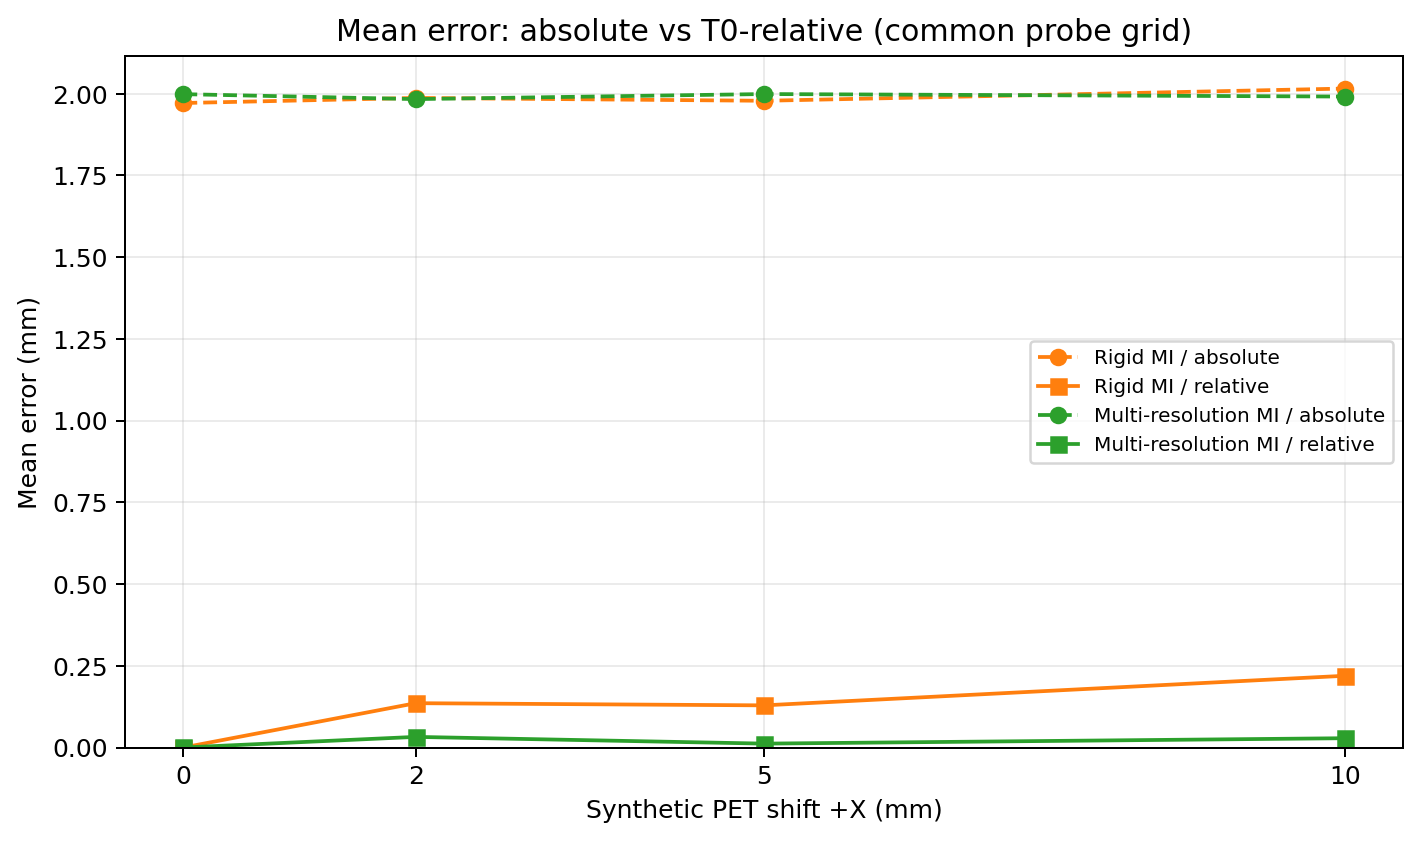 Mean error: absolute vs T0-relative (common probe grid)
2.00
1.75
1.50
1.25
1.00
0.75
0.50
0.25
0.00
Mean error (mm)
Rigid MI / absolute
Rigid MI / relative
Multi-resolution MI / absolute
Multi-resolution MI / relative
0 2 5 10
Synthetic PET shift +X (mm)